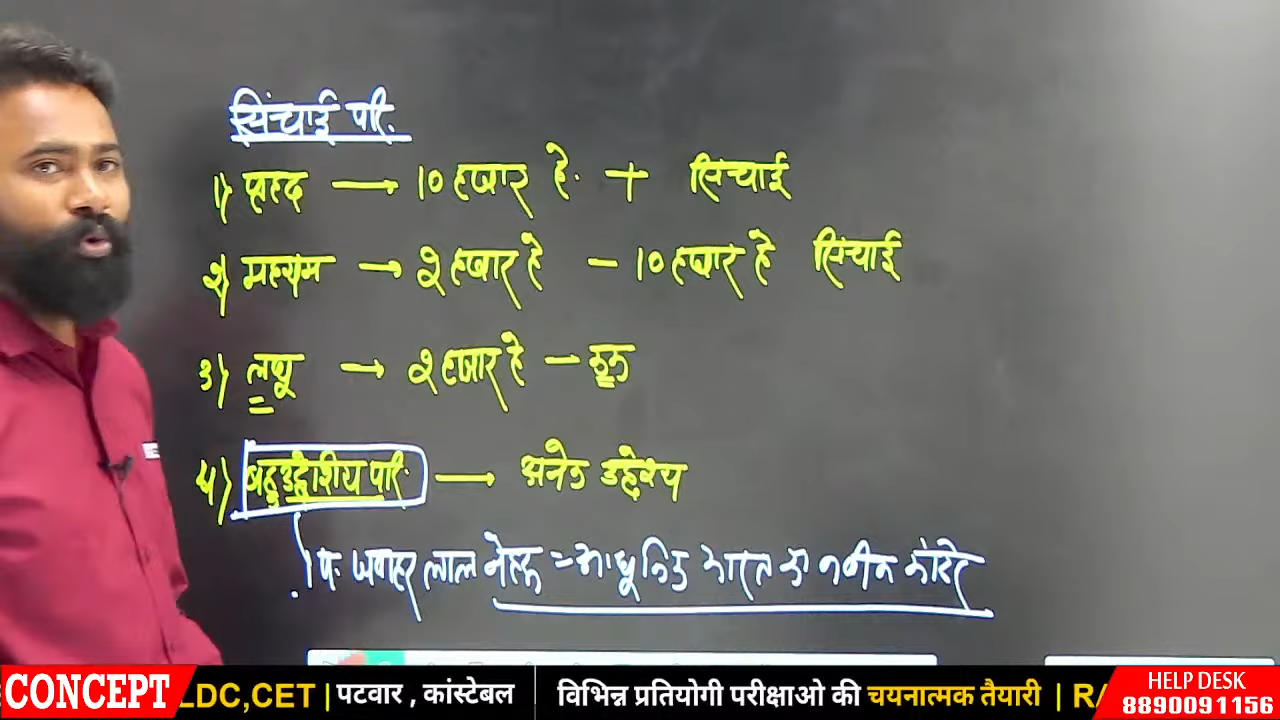 सिंचाई परि.
1) वृहद → 10 हजार हे. + सिंचाई
2) मध्यम → 2 हजार हे – 10 हजार हे सिंचाई
3) लघु → 2 हजार हे – कम
4) बहुउद्देशीय परि. → अनेक उद्देश्य
पं. जवाहर लाल नेहरू = आधुनिक भारत के नवीन मंदिर
CONCEPT LDC,CET | पटवार , कांस्टेबल | विभिन्न प्रतियोगी परीक्षाओ की चयनात्मक तैयारी | RA
HELP DESK
8890091156